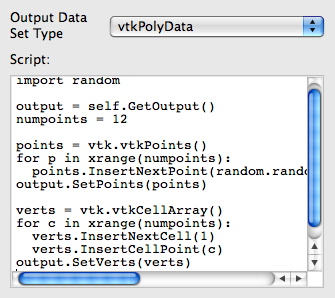 Output Data
Set Type
vtkPolyData
Script:
import random
output = self.GetOutput()
numpoints = 12
points = vtk.vtkPoints()
for p in xrange(numpoints):
  points.InsertNextPoint(random.rand
output.SetPoints(points)
verts = vtk.vtkCellArray()
for c in xrange(numpoints):
  verts.InsertNextCell(1)
  verts.InsertCellPoint(c)
output.SetVerts(verts)